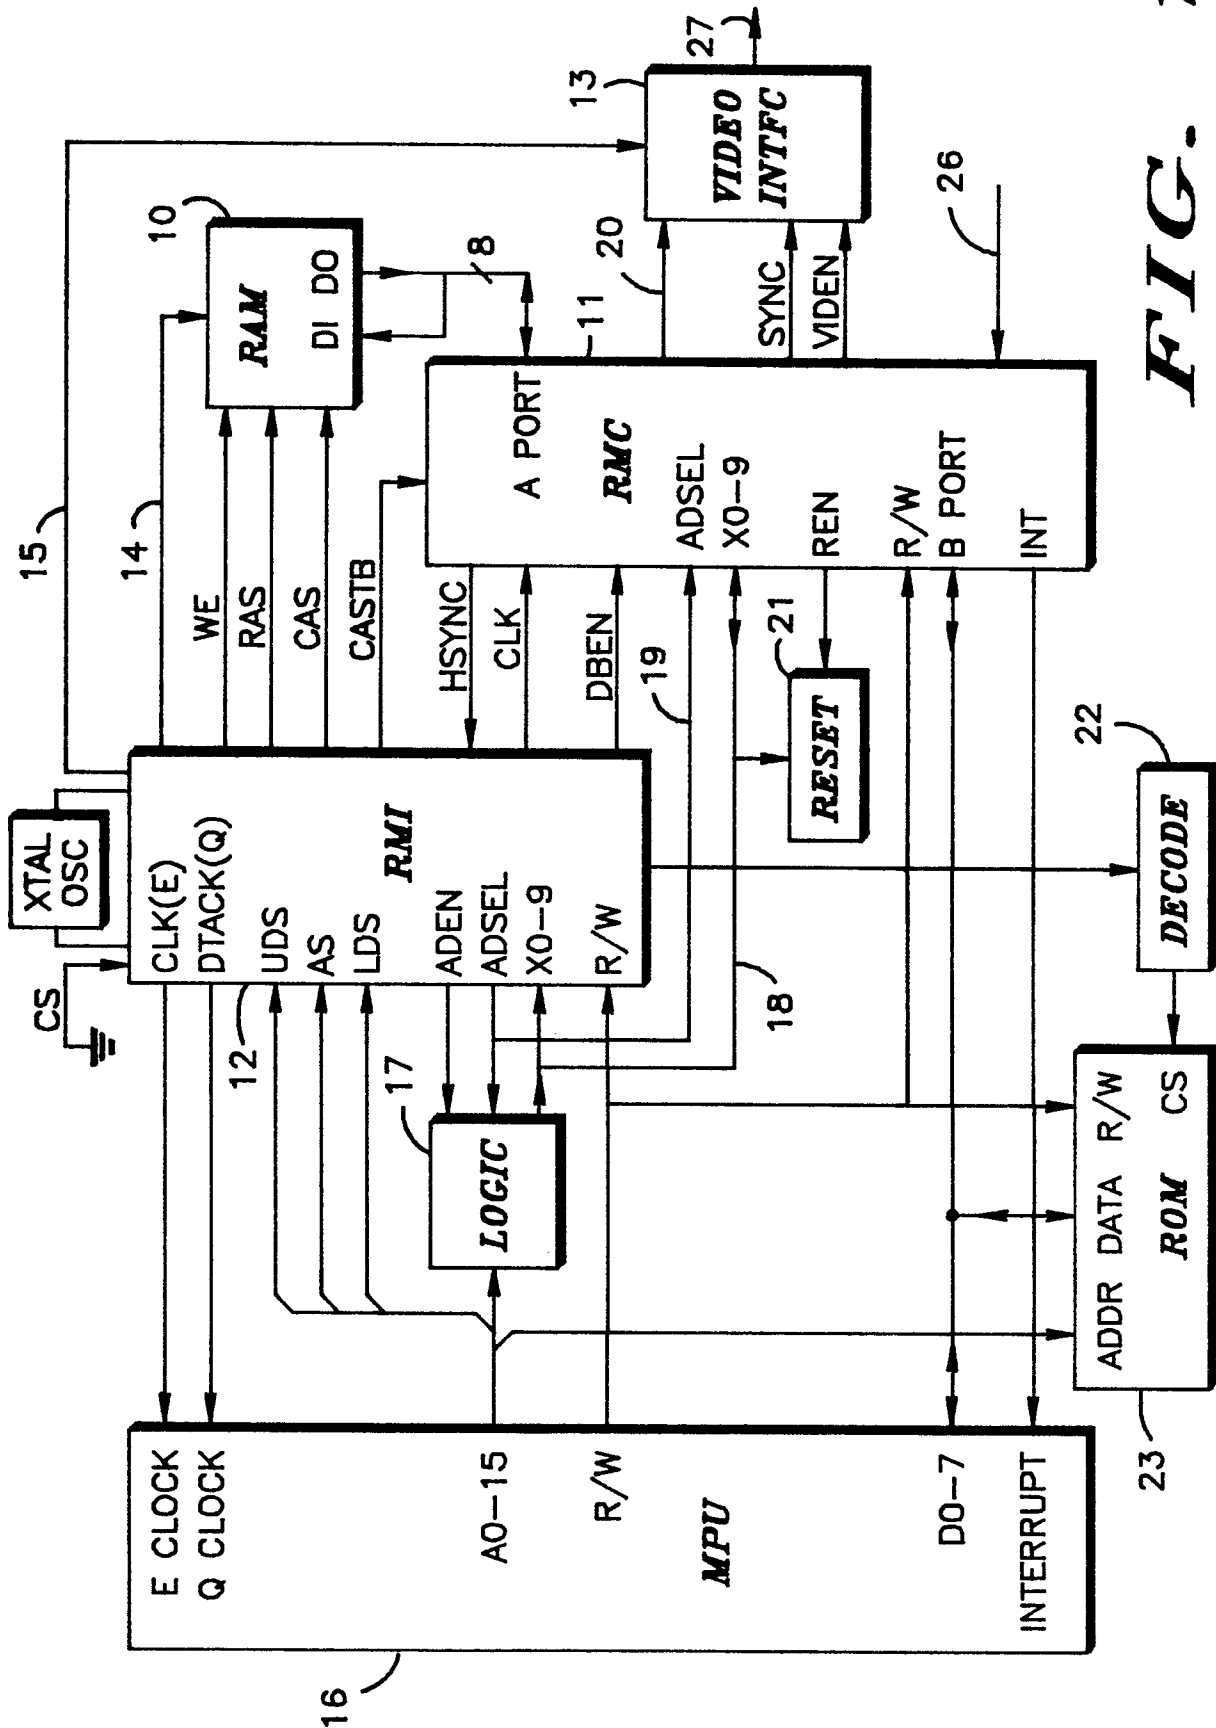 15
14
XTAL
OSC
CS
WE
RAS
CAS
CASTB
HSYNC
CLK
DBEN
10
RAM
DI DO
8
27
13
VIDEO
INTFC
20
SYNC
VIDEN
26
11
A PORT
RMC
ADSEL
X0-9
REN
R/W
B PORT
INT
12
CLK(E)
DTACK(Q)
UDS
AS
LDS
RMI
ADEN
ADSEL
X0-9
R/W
17
LOGIC
19
18
21
RESET
22
DECODE
E CLOCK
Q CLOCK
A0-15
R/W
MPU
D0-7
INTERRUPT
16
ADDR DATA R/W
ROM CS
23
FIG.